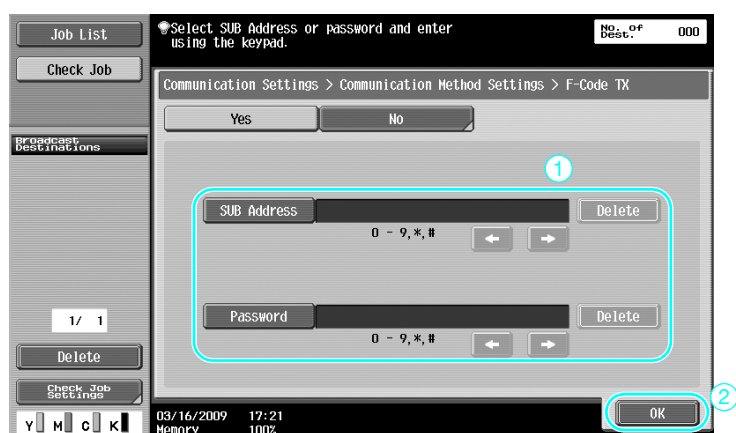 Job List
Check Job
Broadcast
Destinations
1/ 1
Delete
Check Job
Settings
Y M C K
Select SUB Address or password and enter
using the keypad.
No. of
Dest. 000
Communication Settings > Communication Method Settings > F-Code TX
Yes No
1
SUB Address Delete
0 - 9,*,# ← →
Password Delete
0 - 9,*,# ← →
03/16/2009 17:21
Memory 100%
OK
2